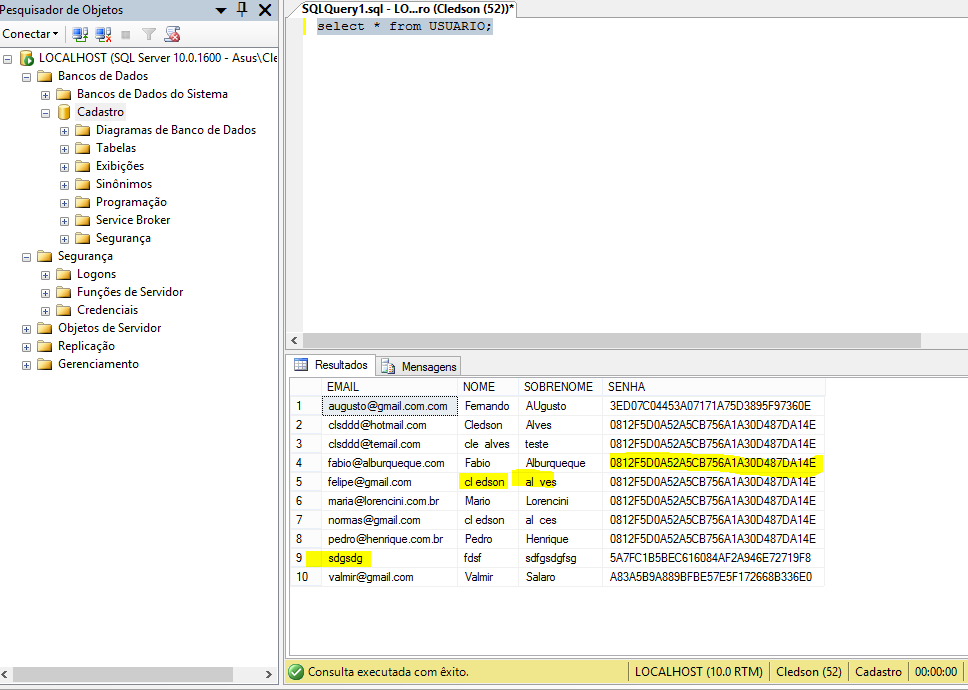 Pesquisador de Objetos
Conectar
LOCALHOST (SQL Server 10.0.1600 - Asus\Cle
Bancos de Dados
Bancos de Dados do Sistema
Cadastro
Diagramas de Banco de Dados
Tabelas
Exibições
Sinônimos
Programação
Service Broker
Segurança
Segurança
Logons
Funções de Servidor
Credenciais
Objetos de Servidor
Replicação
Gerenciamento
SQLQuery1.sql - LO...ro (Cledson (52))*
select * from USUARIO;
Resultados Mensagens
EMAIL NOME SOBRENOME SENHA
1 augusto@gmail.com.com Fernando AUgusto 3ED07C04453A07171A75D3895F97360E
2 clsddd@hotmail.com Cledson Alves 0812F5D0A52A5CB756A1A30D487DA14E
3 clsddd@temail.com cle alves teste 0812F5D0A52A5CB756A1A30D487DA14E
4 fabio@alburqueque.com Fabio Alburqueque 0812F5D0A52A5CB756A1A30D487DA14E
5 felipe@gmail.com cl edson al ves 0812F5D0A52A5CB756A1A30D487DA14E
6 maria@lorencini.com.br Mario Lorencini 0812F5D0A52A5CB756A1A30D487DA14E
7 normas@gmail.com cl edson al ces 0812F5D0A52A5CB756A1A30D487DA14E
8 pedro@henrique.com.br Pedro Henrique 0812F5D0A52A5CB756A1A30D487DA14E
9 sdgsdg fdsf sdfgsdgfsg 5A7FC1B5BEC616084AF2A946E72719F8
10 valmir@gmail.com Valmir Salaro A83A5B9A889BFBE57E5F172668B336E0
Consulta executada com êxito. LOCALHOST (10.0 RTM) Cledson (52) Cadastro 00:00:00